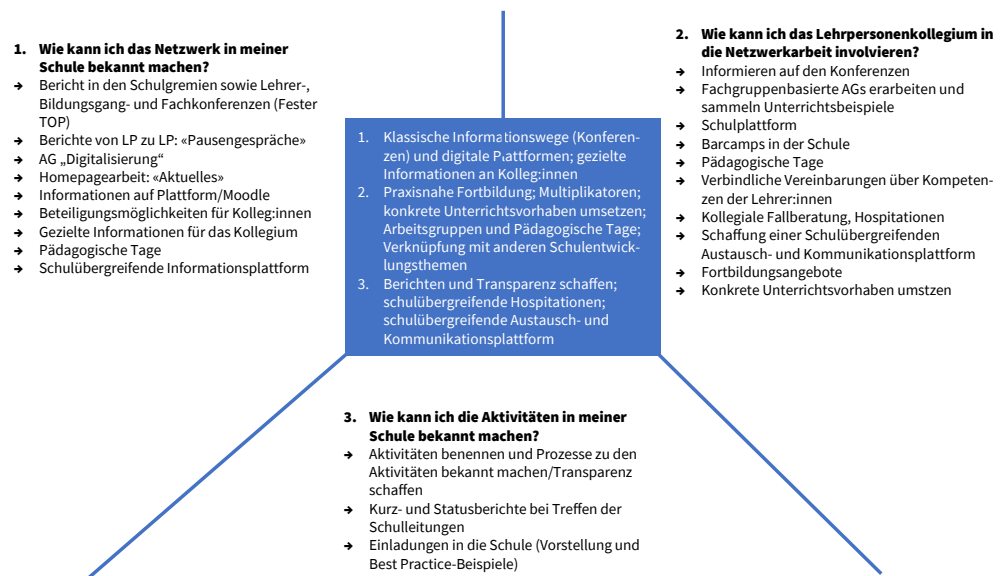 1. Wie kann ich das Netzwerk in meiner
Schule bekannt machen?
→ Bericht in den Schulgremien sowie Lehrer-,
Bildungsgang- und Fachkonferenzen (Fester
TOP)
→ Berichte von LP zu LP: «Pausengespräche»
→ AG „Digitalisierung“
→ Homepagearbeit: «Aktuelles»
→ Informationen auf Plattform/Moodle
→ Beteiligungsmöglichkeiten für Kolleg:innen
→ Gezielte Informationen für das Kollegium
→ Pädagogische Tage
→ Schulübergreifende Informationsplattform
2. Wie kann ich das Lehrpersonenkollegium in
die Netzwerkarbeit involvieren?
→ Informieren auf den Konferenzen
→ Fachgruppenbasierte AGs erarbeiten und
sammeln Unterrichtsbeispiele
→ Schulplattform
→ Barcamps in der Schule
→ Pädagogische Tage
→ Verbindliche Vereinbarungen über Kompeten-
zen der Lehrer:innen
→ Kollegiale Fallberatung, Hospitationen
→ Schaffung einer Schulübergreifenden
Austausch- und Kommunikationsplattform
→ Fortbildungsangebote
→ Konkrete Unterrichtsvorhaben umstzen
1. Klassische Informationswege (Konferen-
zen) und digitale Plattformen; gezielte
Informationen an Kolleg:innen
2. Praxisnahe Fortbildung; Multiplikatoren;
konkrete Unterrichtsvorhaben umsetzen;
Arbeitsgruppen und Pädagogische Tage;
Verknüpfung mit anderen Schulentwick-
lungsthemen
3. Berichten und Transparenz schaffen;
schulübergreifende Hospitationen;
schulübergreifende Austausch- und
Kommunikationsplattform
3. Wie kann ich die Aktivitäten in meiner
Schule bekannt machen?
→ Aktivitäten benennen und Prozesse zu den
Aktivitäten bekannt machen/Transparenz
schaffen
→ Kurz- und Statusberichte bei Treffen der
Schulleitungen
→ Einladungen in die Schule (Vorstellung und
Best Practice-Beispiele)